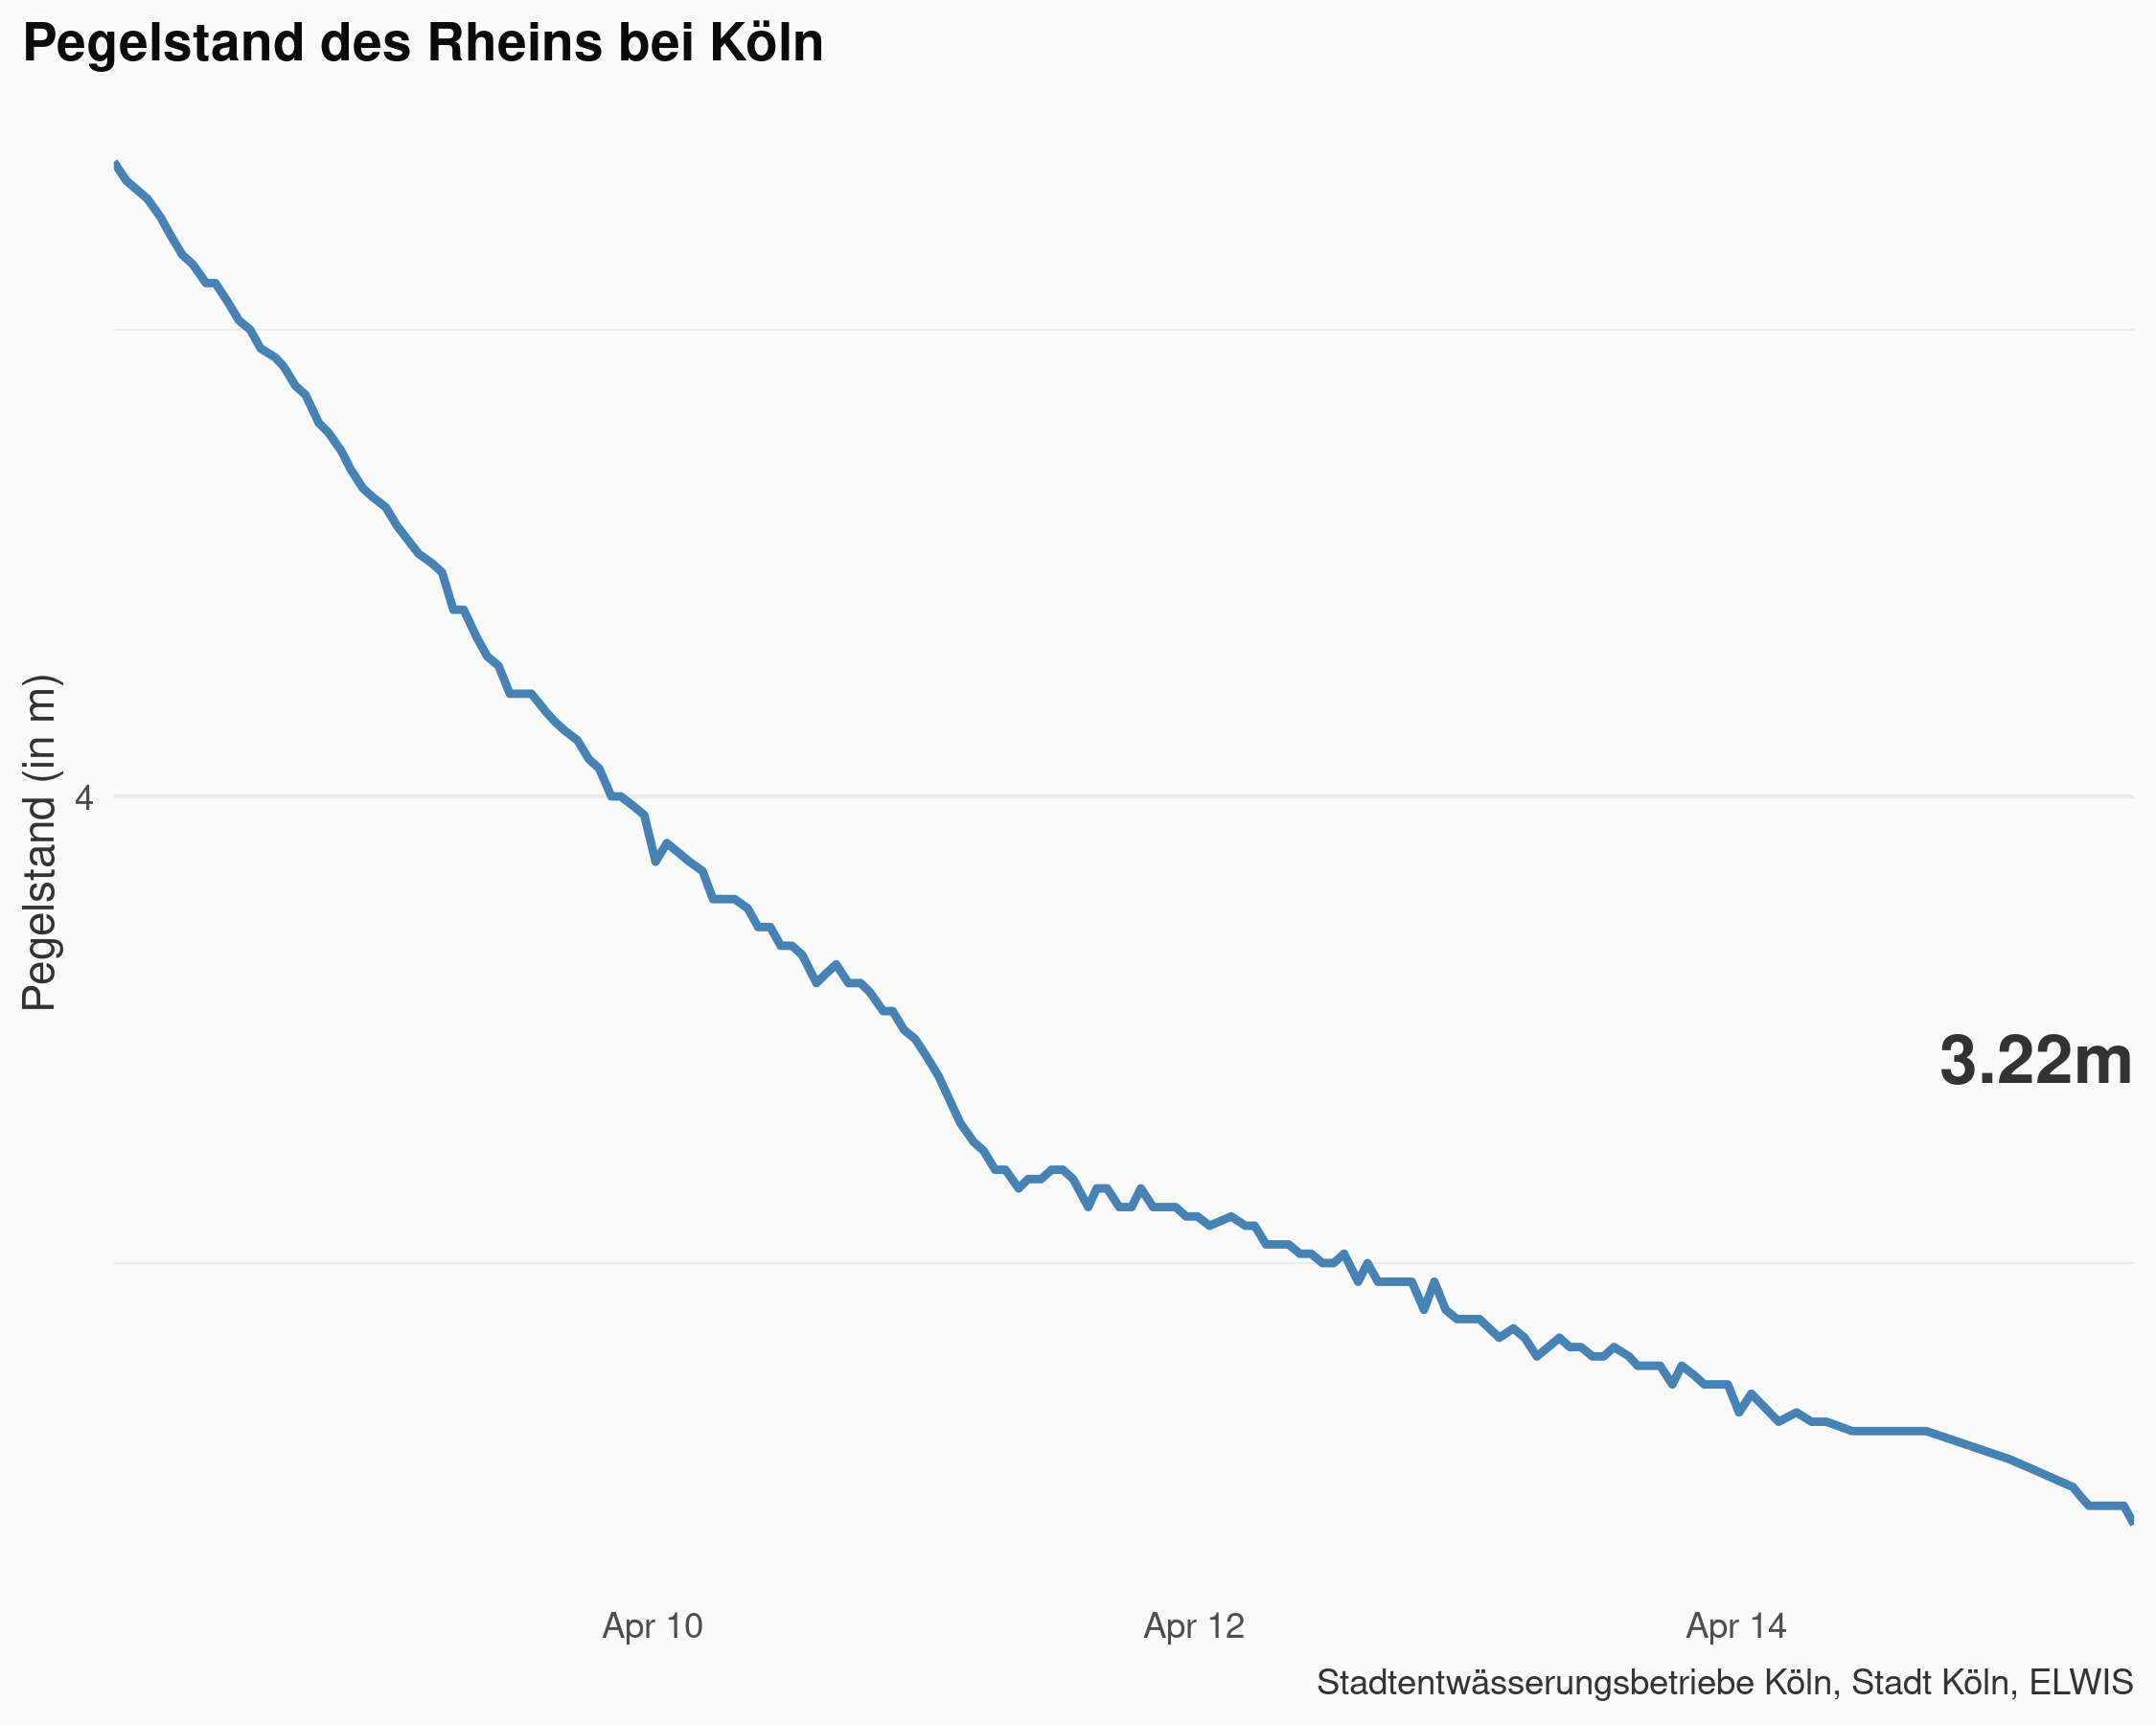 Pegelstand des Rheins bei Köln
Pegelstand (in m)
4
3.22m
Apr 10
Apr 12
Apr 14
Stadtentwässerungsbetriebe Köln, Stadt Köln, ELWIS